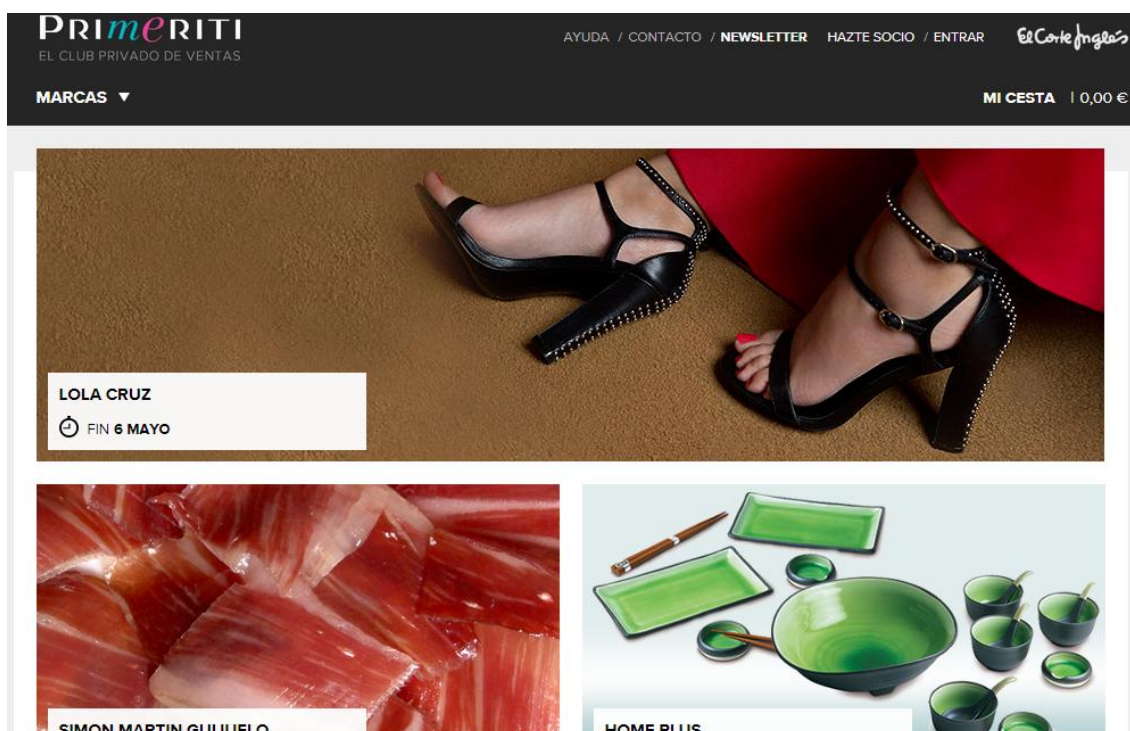 PRIMERITI
EL CLUB PRIVADO DE VENTAS
AYUDA / CONTACTO / NEWSLETTER HAZTE SOCIO / ENTRAR El Corte Inglés
MARCAS ▼
MI CESTA | 0,00 €
LOLA CRUZ
FIN 6 MAYO
SIMON MARTIN GUIJUELO
HOME PLUS